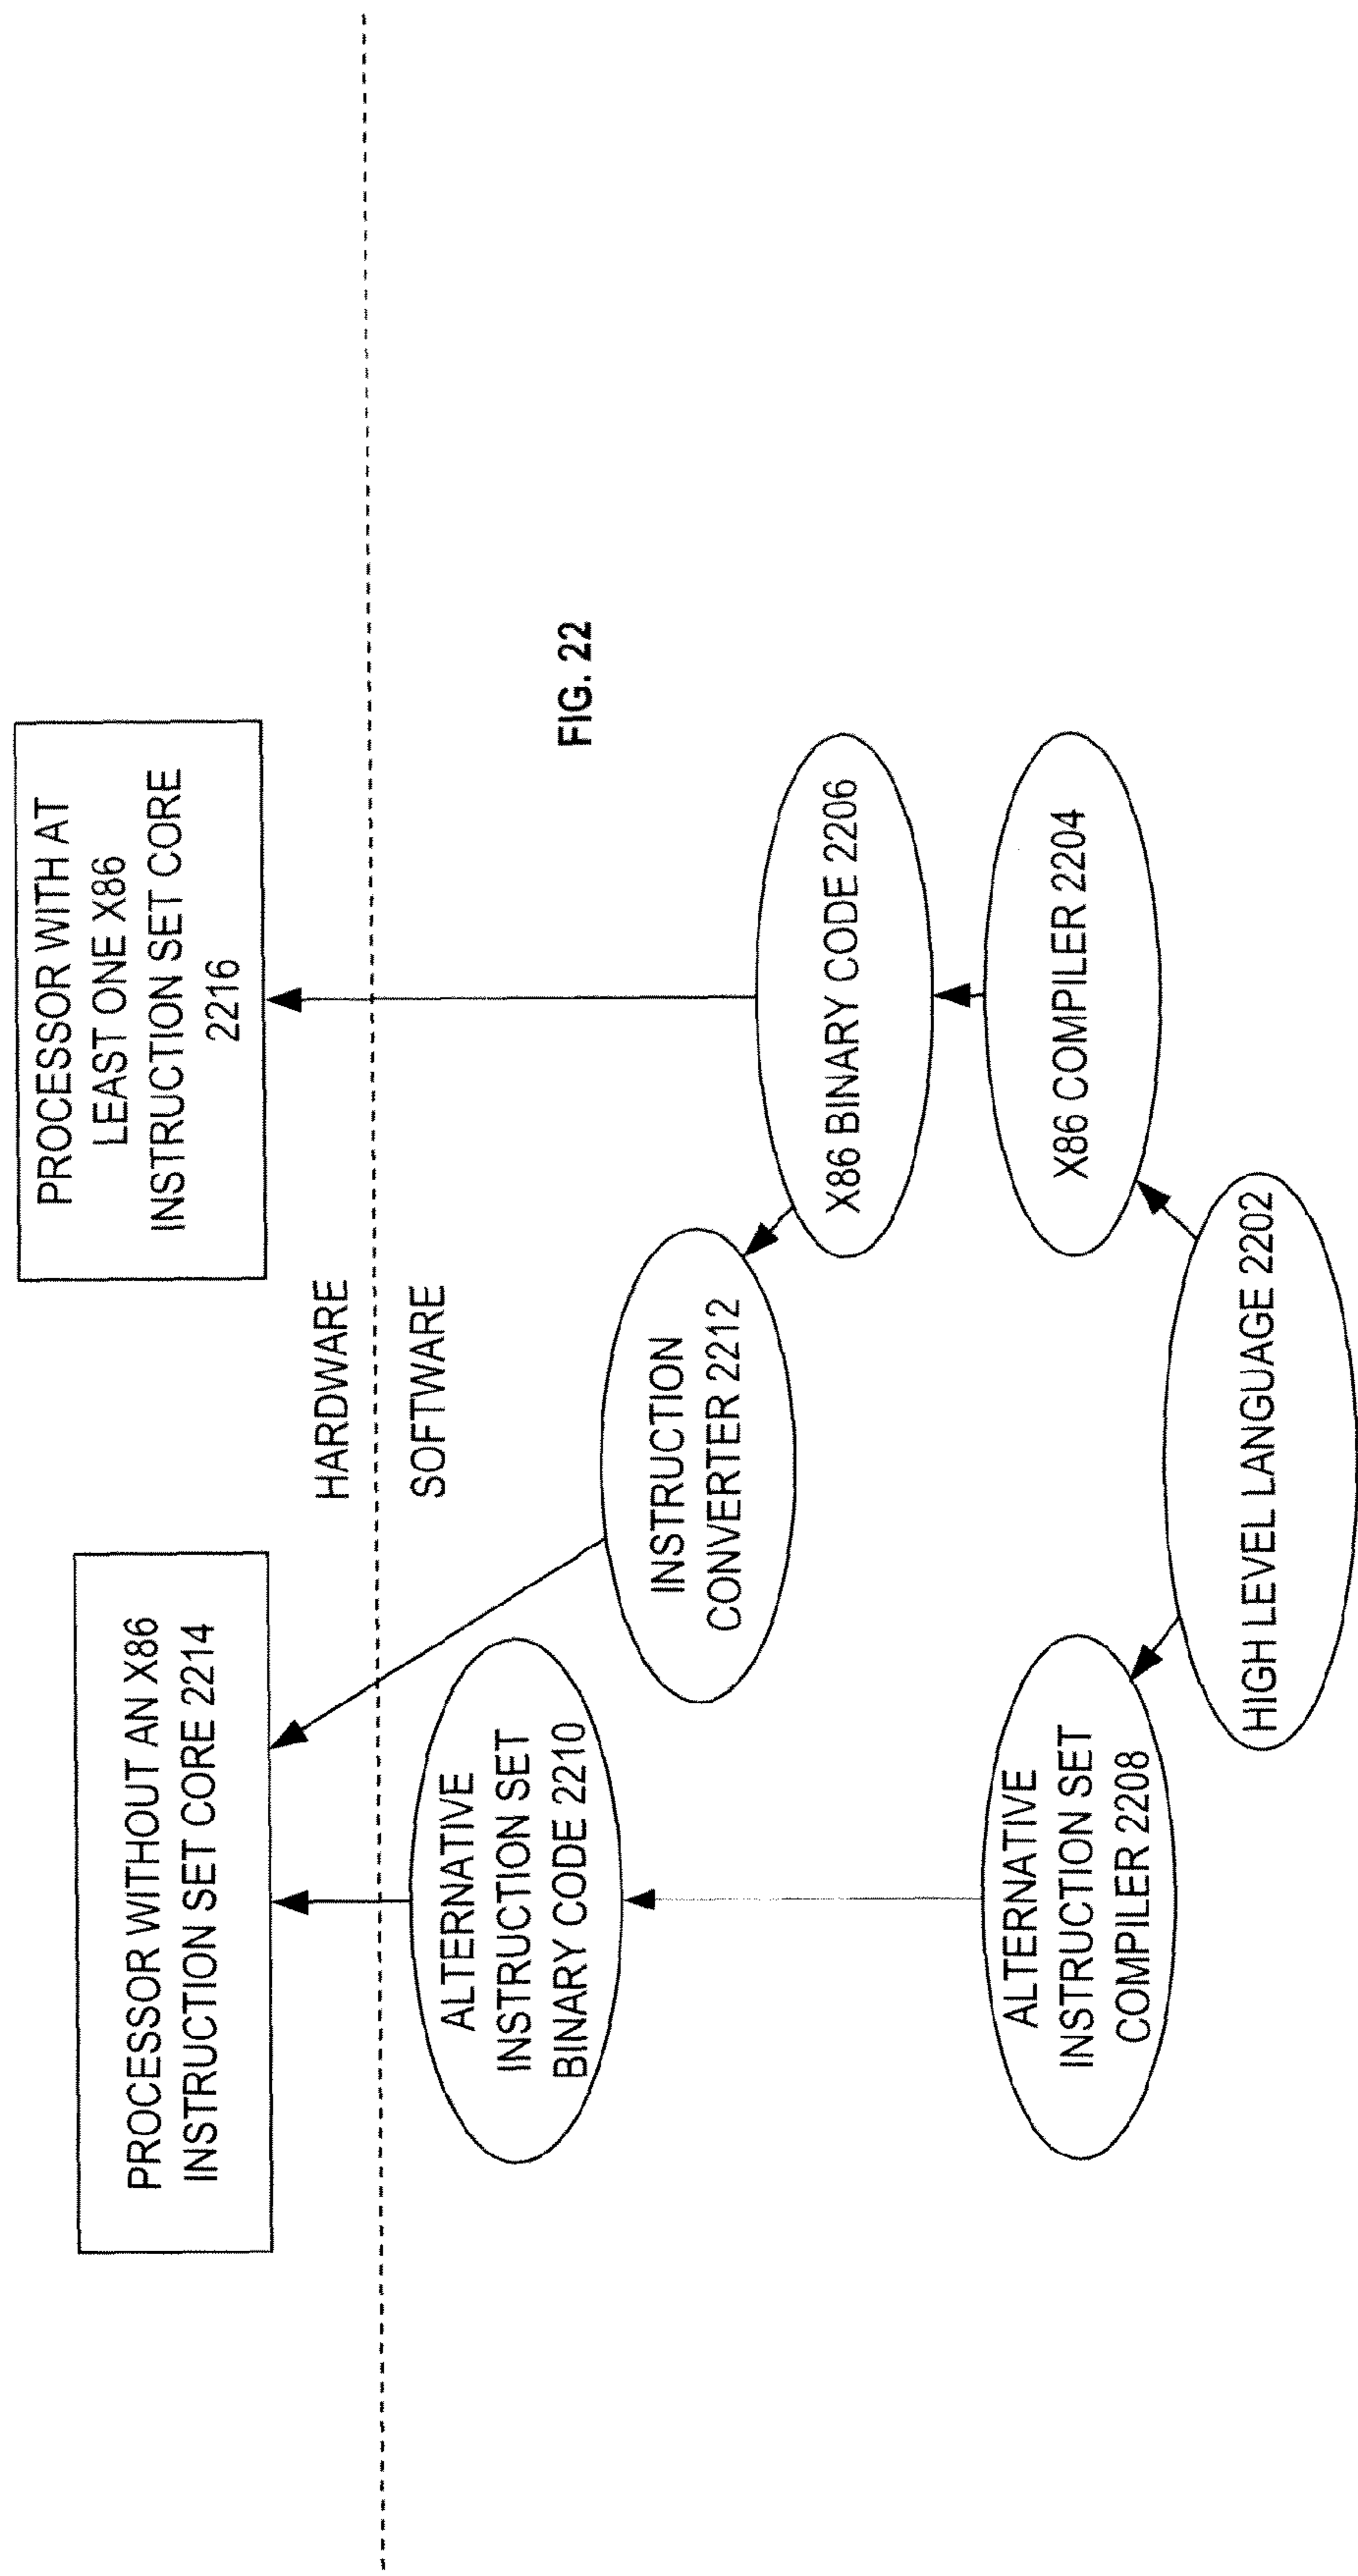 PROCESSOR WITHOUT AN X86
INSTRUCTION SET CORE 2214
PROCESSOR WITH AT
LEAST ONE X86
INSTRUCTION SET CORE
2216
HARDWARE
SOFTWARE
ALTERNATIVE
INSTRUCTION SET
BINARY CODE 2210
INSTRUCTION
CONVERTER 2212
FIG. 22
X86 BINARY CODE 2206
ALTERNATIVE
INSTRUCTION SET
COMPILER 2208
X86 COMPILER 2204
HIGH LEVEL LANGUAGE 2202